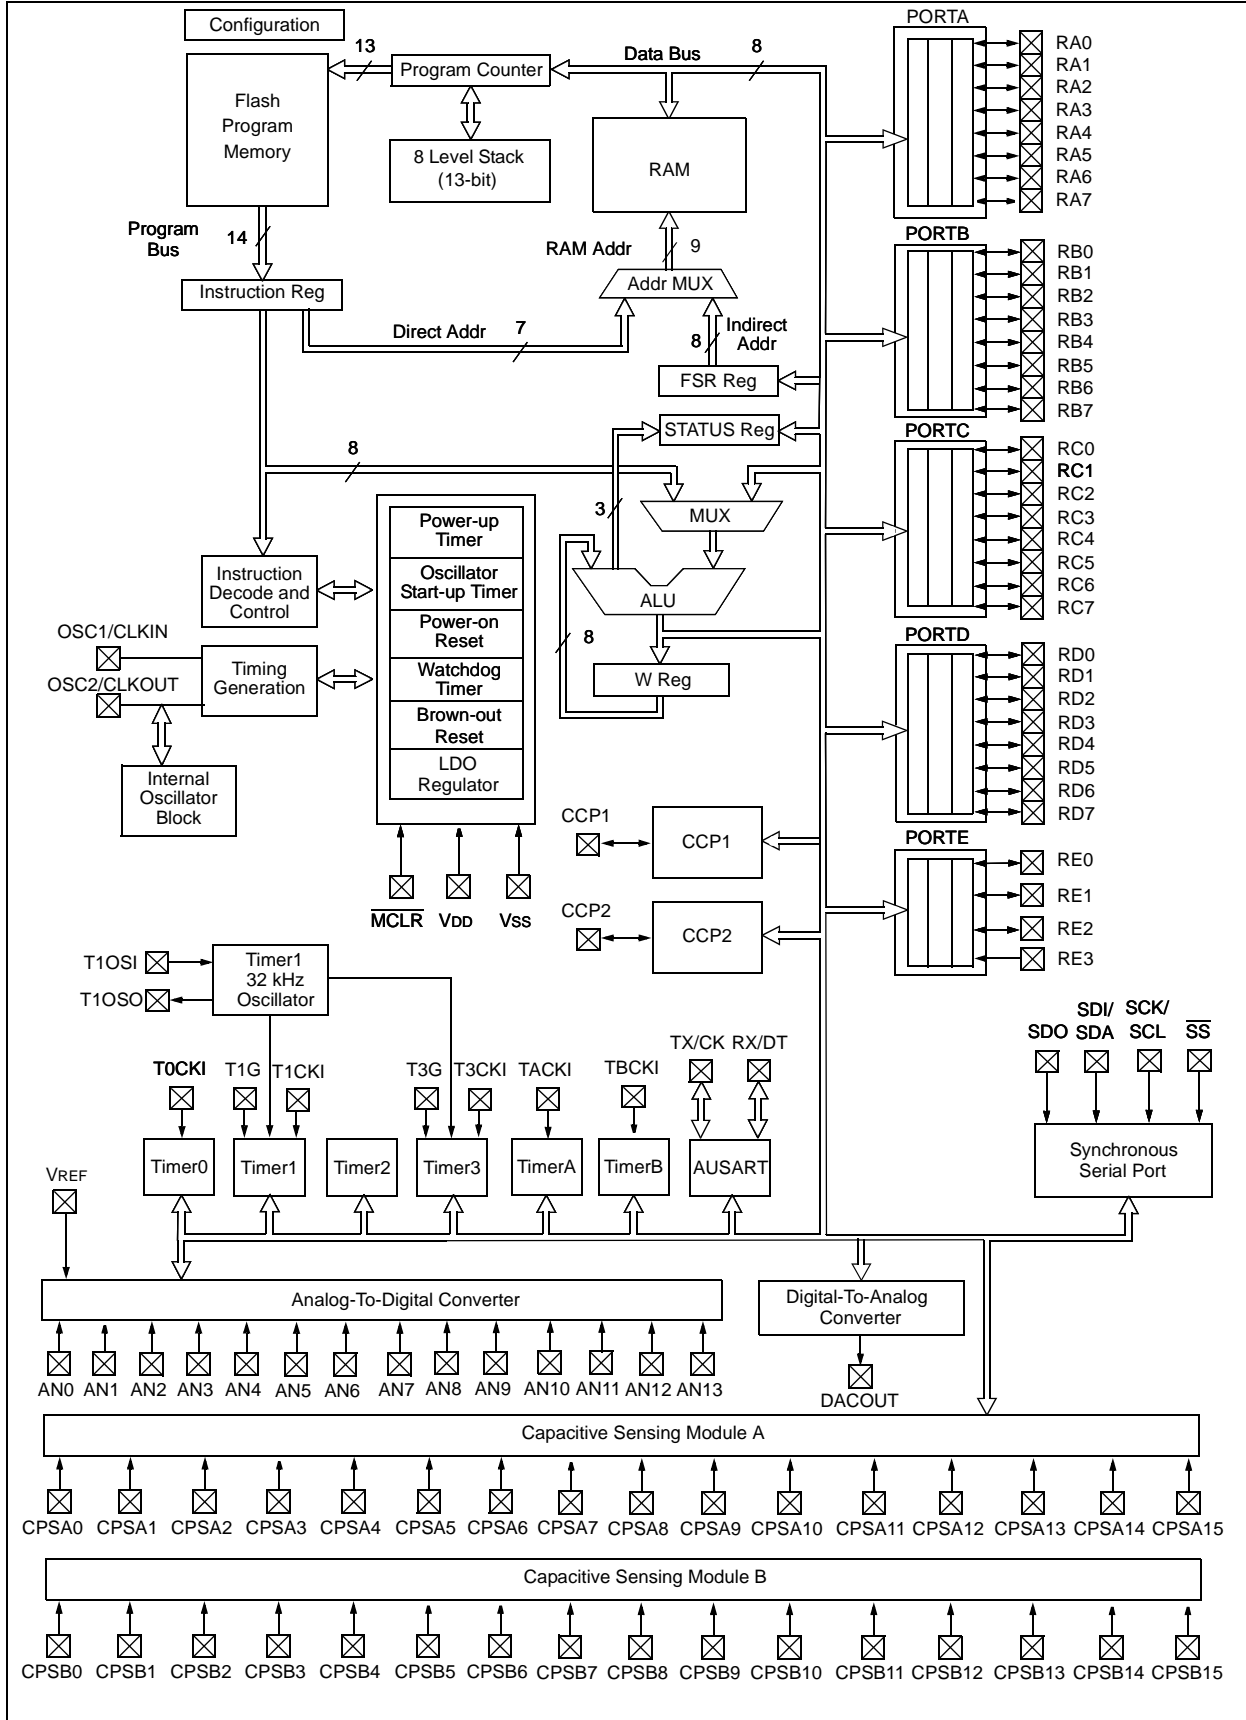 Configuration
PORTA
13
Data Bus
8
Program Counter
Flash
Program
Memory
8 Level Stack
(13-bit)
RAM
RA0
RA1
RA2
RA3
RA4
RA5
RA6
RA7
Program
Bus
14
RAM Addr
9
Addr MUX
Instruction Reg
Direct Addr
7
Indirect
Addr
8
FSR Reg
PORTB
RB0
RB1
RB2
RB3
RB4
RB5
RB6
RB7
STATUS Reg
8
3
MUX
PORTC
RC0
RC1
RC2
RC3
RC4
RC5
RC6
RC7
Power-up
Timer
Oscillator
Start-up Timer
Power-on
Reset
Watchdog
Timer
Brown-out
Reset
LDO
Regulator
Instruction
Decode and
Control
ALU
8
W Reg
OSC1/CLKIN
OSC2/CLKOUT
Timing
Generation
Internal
Oscillator
Block
PORTD
RD0
RD1
RD2
RD3
RD4
RD5
RD6
RD7
MCLR
VDD
VSS
CCP1
CCP1
CCP2
CCP2
PORTE
RE0
RE1
RE2
RE3
T1OSI
T1OSO
Timer1
32 kHz
Oscillator
SDO
SDI/
SDA
SCK/
SCL
SS
T0CKI
T1G
T1CKI
T3G
T3CKI
TACKI
TBCKI
TX/CK
RX/DT
Timer0
Timer1
Timer2
Timer3
TimerA
TimerB
AUSART
Synchronous
Serial Port
VREF
Analog-To-Digital Converter
Digital-To-Analog
Converter
AN0 AN1 AN2 AN3 AN4 AN5 AN6 AN7 AN8 AN9 AN10 AN11 AN12 AN13
DACOUT
Capacitive Sensing Module A
CPSA0 CPSA1 CPSA2 CPSA3 CPSA4 CPSA5 CPSA6 CPSA7 CPSA8 CPSA9 CPSA10 CPSA11 CPSA12 CPSA13 CPSA14 CPSA15
Capacitive Sensing Module B
CPSB0 CPSB1 CPSB2 CPSB3 CPSB4 CPSB5 CPSB6 CPSB7 CPSB8 CPSB9 CPSB10 CPSB11 CPSB12 CPSB13 CPSB14 CPSB15